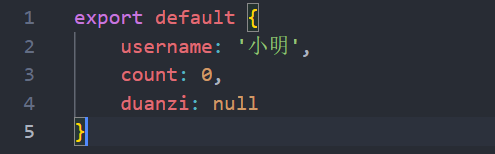 1 export default {
2 username: '小明',
3 count: 0,
4 duanzi: null
5 }